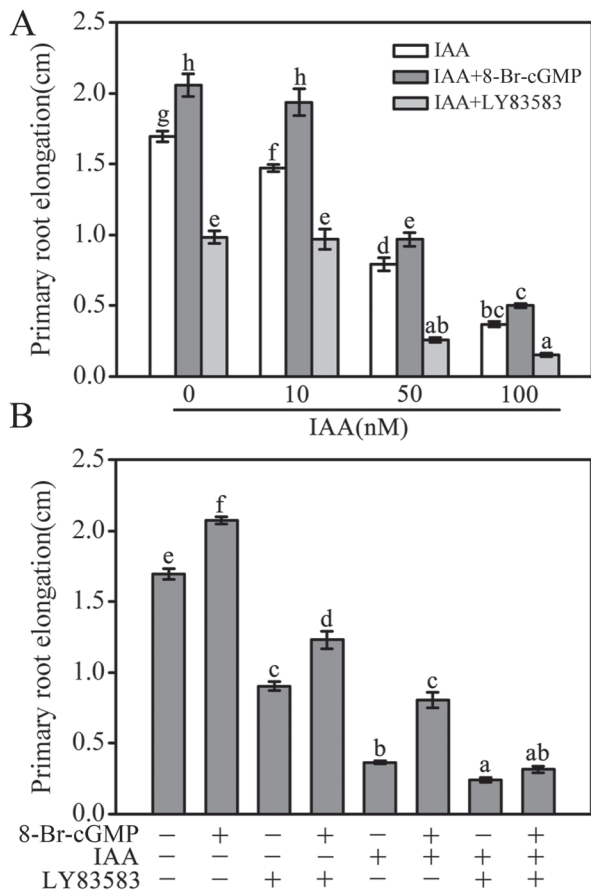 A
2.5
2.0
1.5
1.0
0.5
0.0
Primary root elongation(cm)
IAA
IAA+8-Br-cGMP
IAA+LY83583
g h e
f h e
d e ab
bc c a
0 10 50 100
IAA(nM)
B
2.5
2.0
1.5
1.0
0.5
0.0
Primary root elongation(cm)
e f c d b c a ab
8-Br-cGMP − + − + − + − +
IAA − − − − + + + +
LY83583 − − + + − − + +